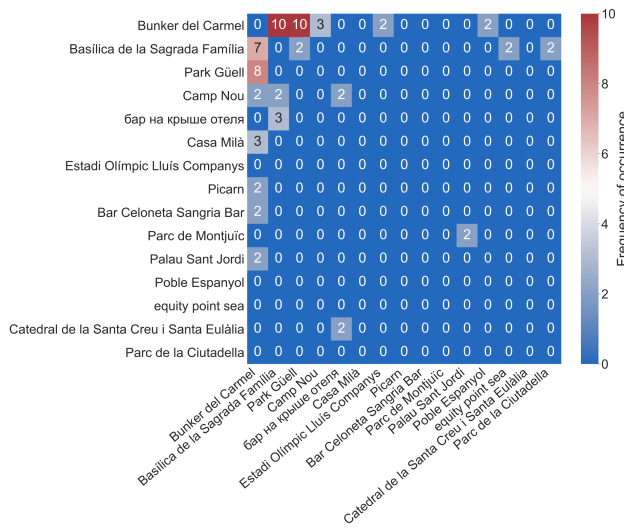 Bunker del Carmel 0 10 10 3 0 0 2 0 0 0 0 2 0 0 0
Basílica de la Sagrada Família 7 0 2 0 0 0 0 0 0 0 0 0 2 0 2
Park Güell 8 0 0 0 0 0 0 0 0 0 0 0 0 0 0
Camp Nou 2 2 0 0 2 0 0 0 0 0 0 0 0 0 0
бар на крыше отеля 0 3 0 0 0 0 0 0 0 0 0 0 0 0 0
Casa Milà 3 0 0 0 0 0 0 0 0 0 0 0 0 0 0
Estadi Olímpic Lluís Companys 0 0 0 0 0 0 0 0 0 0 0 0 0 0 0
Picarn 2 0 0 0 0 0 0 0 0 0 0 0 0 0 0
Bar Celoneta Sangria Bar 2 0 0 0 0 0 0 0 0 0 0 0 0 0 0
Parc de Montjuïc 0 0 0 0 0 0 0 0 0 0 2 0 0 0 0
Palau Sant Jordi 2 0 0 0 0 0 0 0 0 0 0 0 0 0 0
Poble Espanyol 0 0 0 0 0 0 0 0 0 0 0 0 0 0 0
equity point sea 0 0 0 0 0 0 0 0 0 0 0 0 0 0 0
Catedral de la Santa Creu i Santa Eulàlia 0 0 0 0 2 0 0 0 0 0 0 0 0 0 0
Parc de la Ciutadella 0 0 0 0 0 0 0 0 0 0 0 0 0 0 0
Bunker del Carmel
Basílica de la Sagrada Família
Park Güell
Camp Nou
бар на крыше отеля
Casa Milà
Estadi Olímpic Lluís Companys
Picarn
Bar Celoneta Sangria Bar
Parc de Montjuïc
Palau Sant Jordi
Poble Espanyol
equity point sea
Catedral de la Santa Creu i Santa Eulàlia
Parc de la Ciutadella
10
8
6
4
2
0
Frequency of occurrence